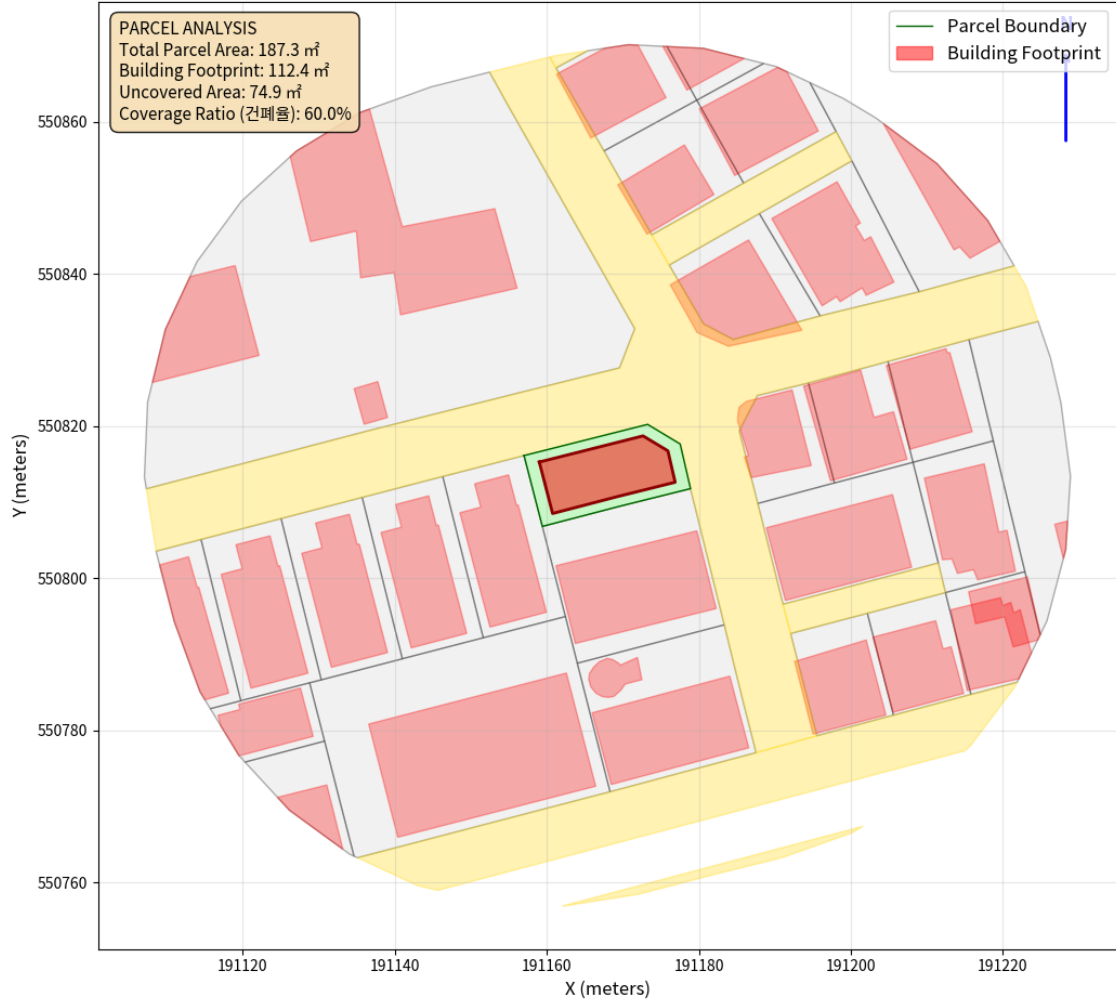 PARCEL ANALYSIS
Total Parcel Area: 187.3 ㎡
Building Footprint: 112.4 ㎡
Uncovered Area: 74.9 ㎡
Coverage Ratio (건폐율): 60.0%
Parcel Boundary
Building Footprint
N
550860
550840
550820
550800
550780
550760
Y (meters)
191120
191140
191160
191180
191200
191220
X (meters)